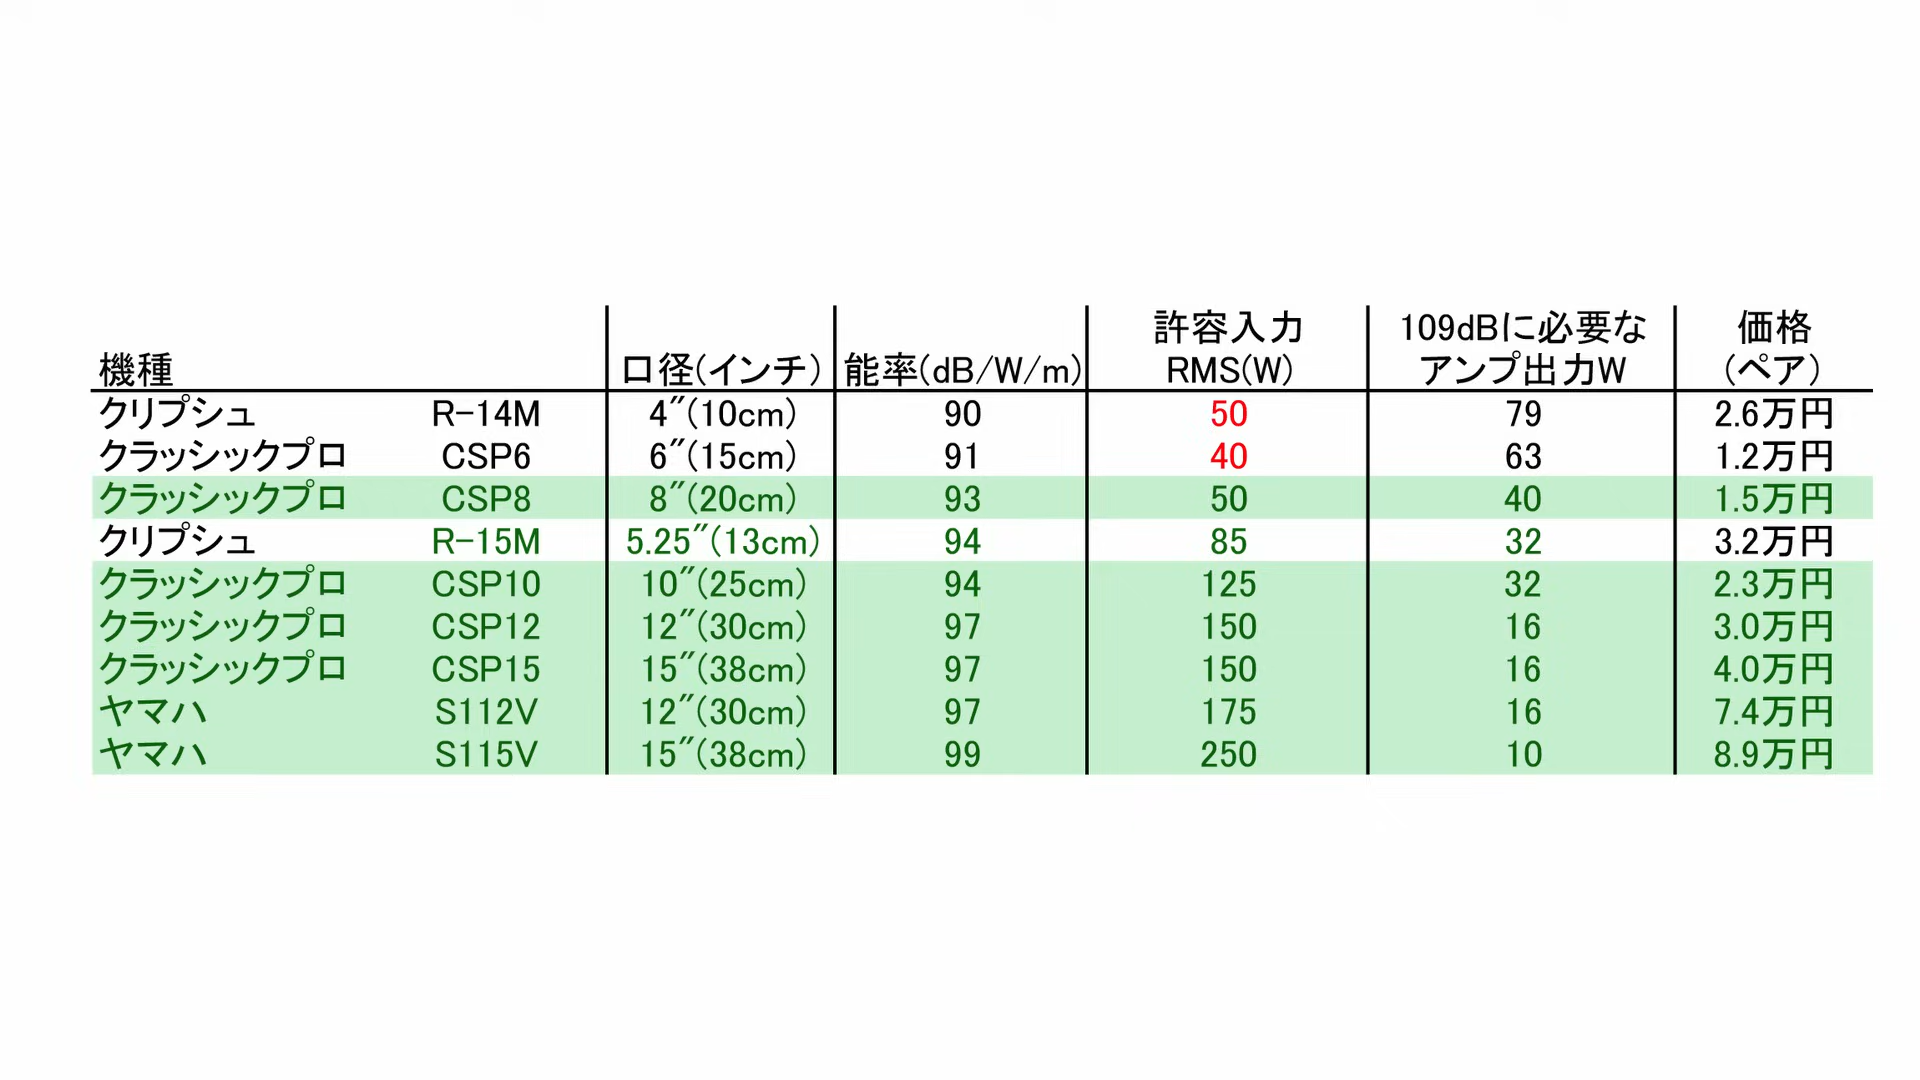 機種 口径(インチ) 能率(dB/W/m) 許容入力 RMS(W) 109dBに必要な アンプ出力W 価格 (ペア)
クリプシュ R-14M 4"(10cm) 90 50 79 2.6万円
クラッシックプロ CSP6 6"(15cm) 91 40 63 1.2万円
クラッシックプロ CSP8 8"(20cm) 93 50 40 1.5万円
クリプシュ R-15M 5.25"(13cm) 94 85 32 3.2万円
クラッシックプロ CSP10 10"(25cm) 94 125 32 2.3万円
クラッシックプロ CSP12 12"(30cm) 97 150 16 3.0万円
クラッシックプロ CSP15 15"(38cm) 97 150 16 4.0万円
ヤマハ S112V 12"(30cm) 97 175 16 7.4万円
ヤマハ S115V 15"(38cm) 99 250 10 8.9万円